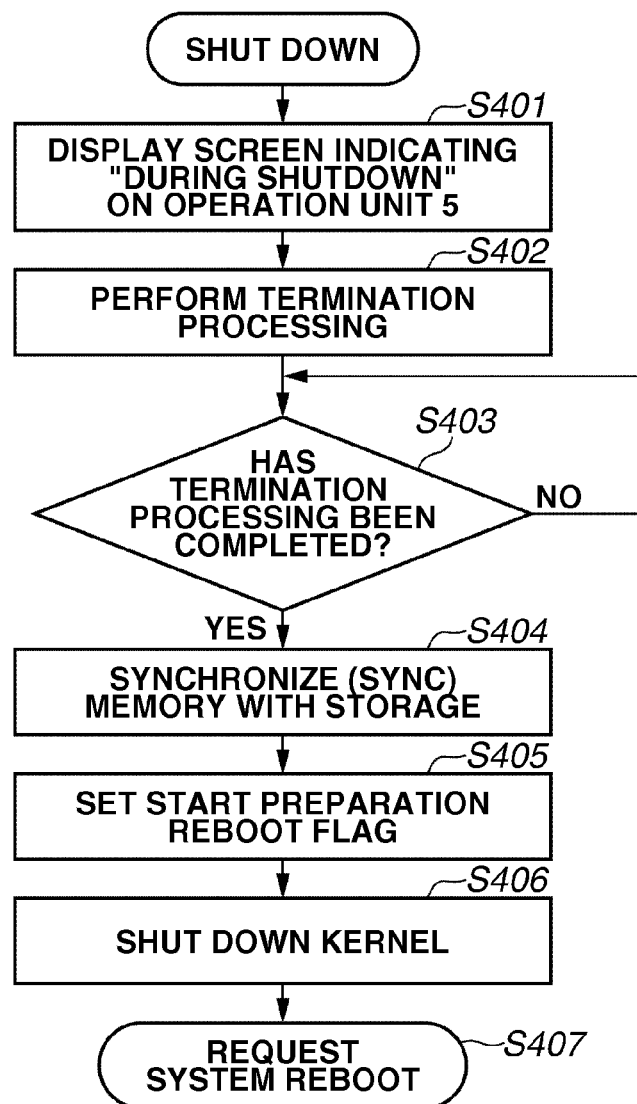 SHUT DOWN
S401
DISPLAY SCREEN INDICATING
"DURING SHUTDOWN"
ON OPERATION UNIT 5
S402
PERFORM TERMINATION
PROCESSING
S403
HAS
TERMINATION
PROCESSING BEEN
COMPLETED?
NO
YES
S404
SYNCHRONIZE (SYNC)
MEMORY WITH STORAGE
S405
SET START PREPARATION
REBOOT FLAG
S406
SHUT DOWN KERNEL
S407
REQUEST
SYSTEM REBOOT